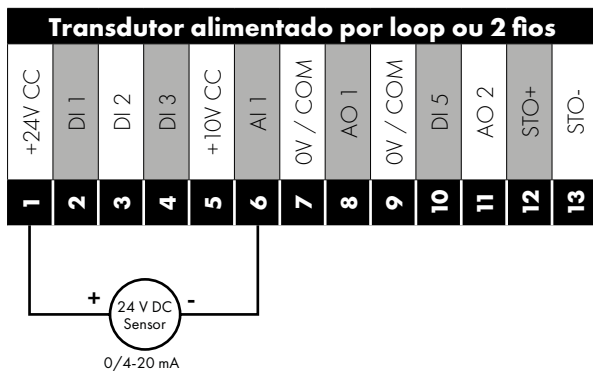 Transdutor alimentado por loop ou 2 fios
+24V CC
DI 1
DI 2
DI 3
+10V CC
AI 1
0V / COM
AO 1
0V / COM
DI 5
AO 2
STO+
STO-
1 2 3 4 5 6 7 8 9 10 11 12 13
+ -
24 V DC
Sensor
0/4-20 mA